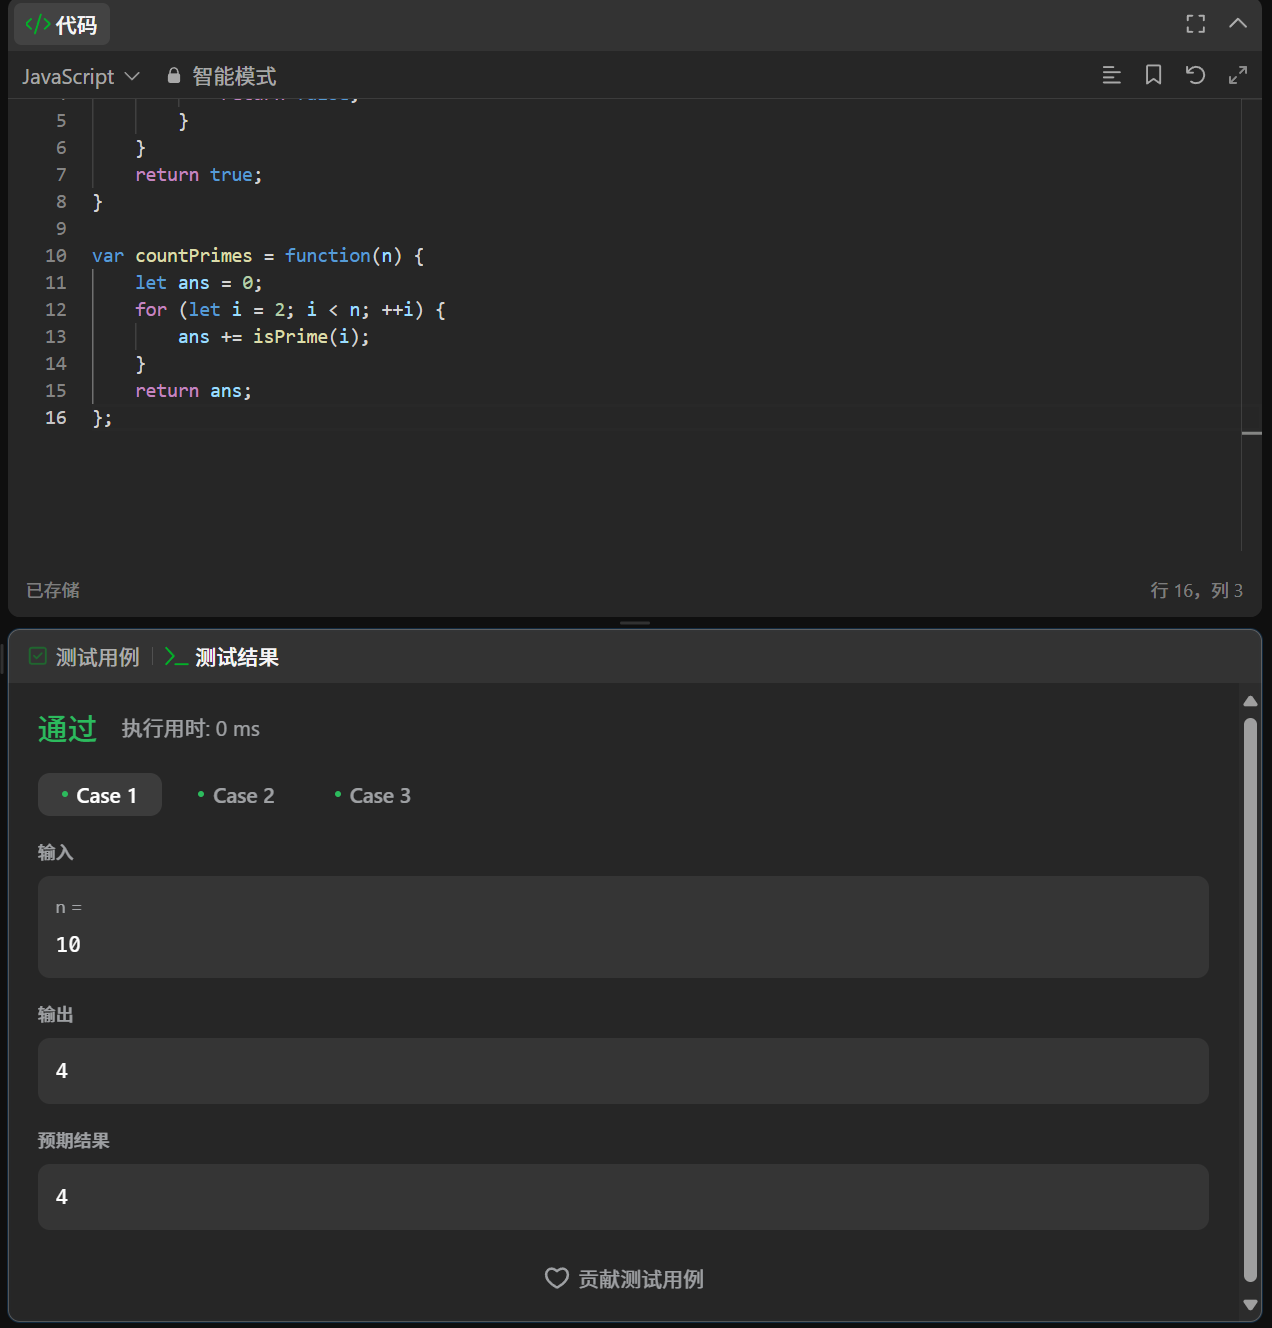 代码
JavaScript 智能模式
5 }
6 }
7 return true;
8 }
9
10 var countPrimes = function(n) {
11 let ans = 0;
12 for (let i = 2; i < n; ++i) {
13 ans += isPrime(i);
14 }
15 return ans;
16 };
已存储 行 16，列 3
测试用例 测试结果
通过 执行用时: 0 ms
Case 1 Case 2 Case 3
输入
n =
10
输出
4
预期结果
4
贡献测试用例